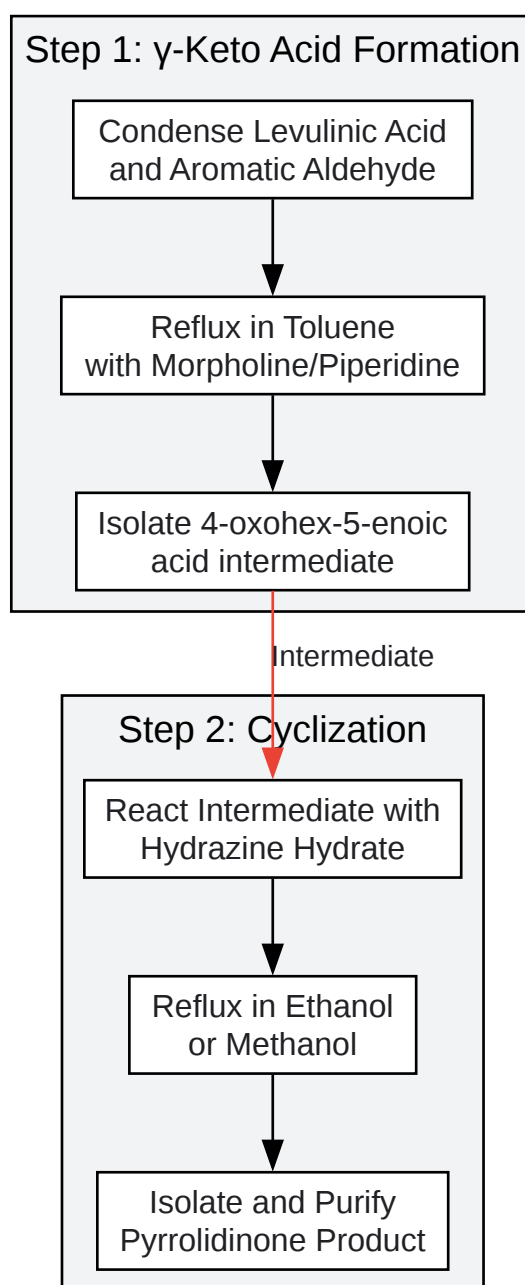 Step 1: γ-Keto Acid Formation
Condense Levulinic Acid
and Aromatic Aldehyde
Reflux in Toluene
with Morpholine/Piperidine
Isolate 4-oxohex-5-enoic
acid intermediate
Intermediate
Step 2: Cyclization
React Intermediate with
Hydrazine Hydrate
Reflux in Ethanol
or Methanol
Isolate and Purify
Pyrrolidinone Product